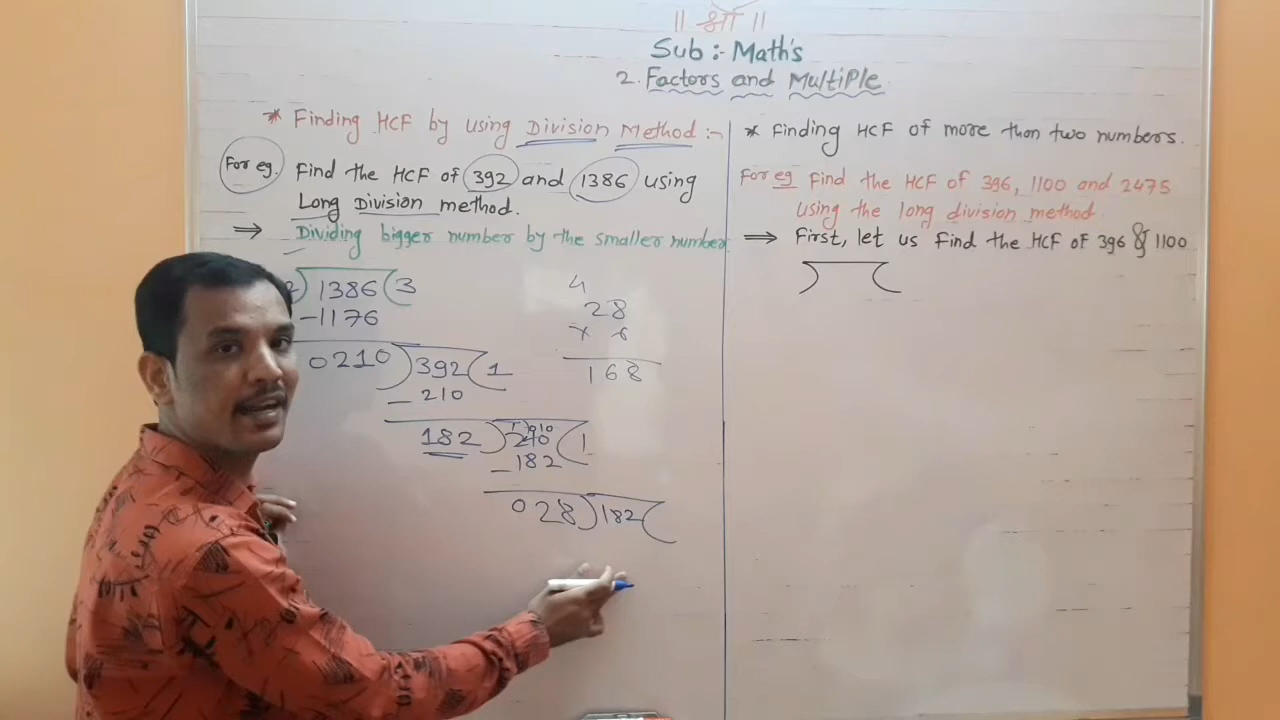 || श्री ||
Sub :- Math's
2. Factors and Multiple
* Finding HCF by using Division Method :-
For eg. Find the HCF of 392 and 1386 using
Long Division method.
⇒ Dividing bigger number by the smaller number
2 ) 1386 ( 3
-1176
0210 ) 392 ( 1
- 210
182 ) 210 ( 1
- 182
028 ) 182 (
4
28
× 6
168
* Finding HCF of more than two numbers.
For eg Find the HCF of 396, 1100 and 2475
using the long division method.
⇒ First, let us find the HCF of 396 & 1100